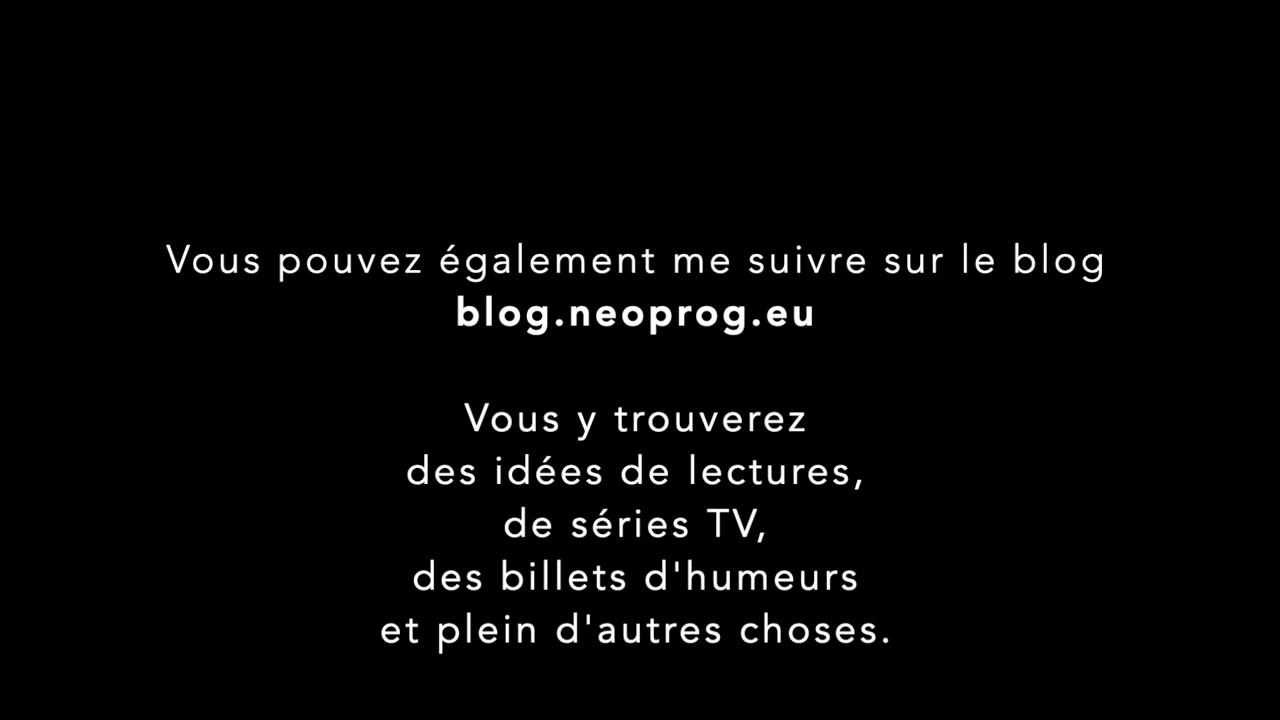 Vous pouvez également me suivre sur le blog
blog.neoprog.eu
Vous y trouverez
des idées de lectures,
de séries TV,
des billets d'humeurs
et plein d'autres choses.